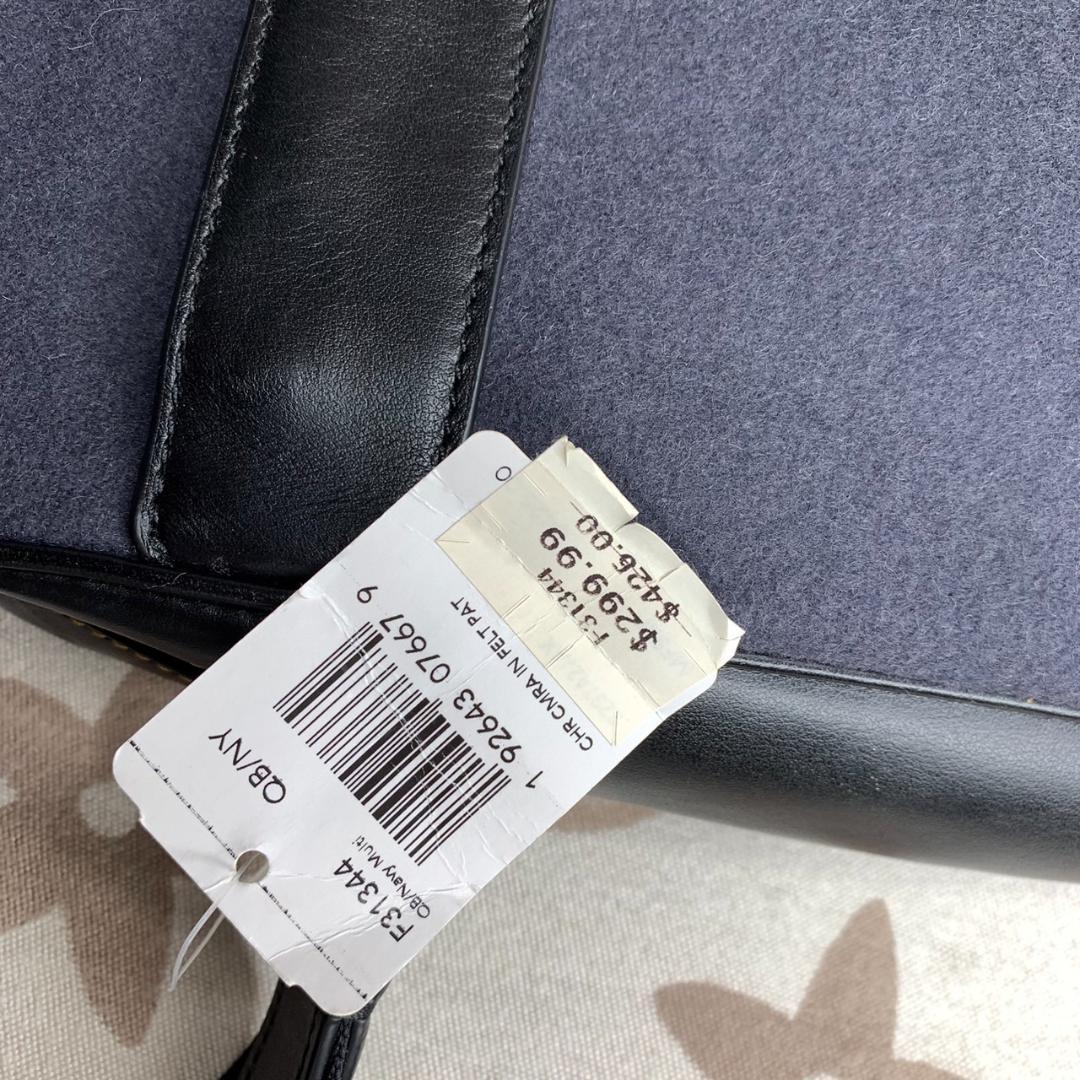 F31344
QB/Navy Multi
QB/NY
1 92643 07667 9
CHR CMRA IN FELT PAT
F31344
$299.99
$426.00
0